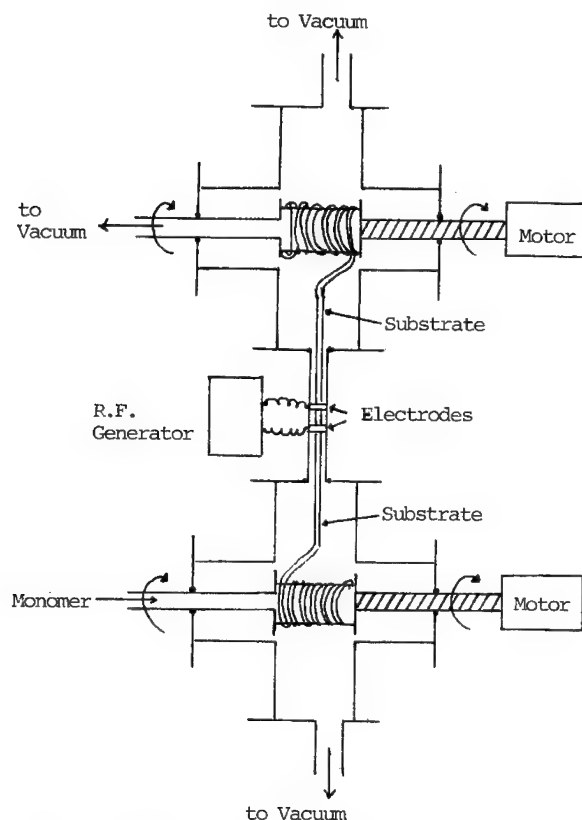 to Vacuum
to
Vacuum
Motor
Substrate
R.F.
Generator
Electrodes
Substrate
Monomer
Motor
to Vacuum